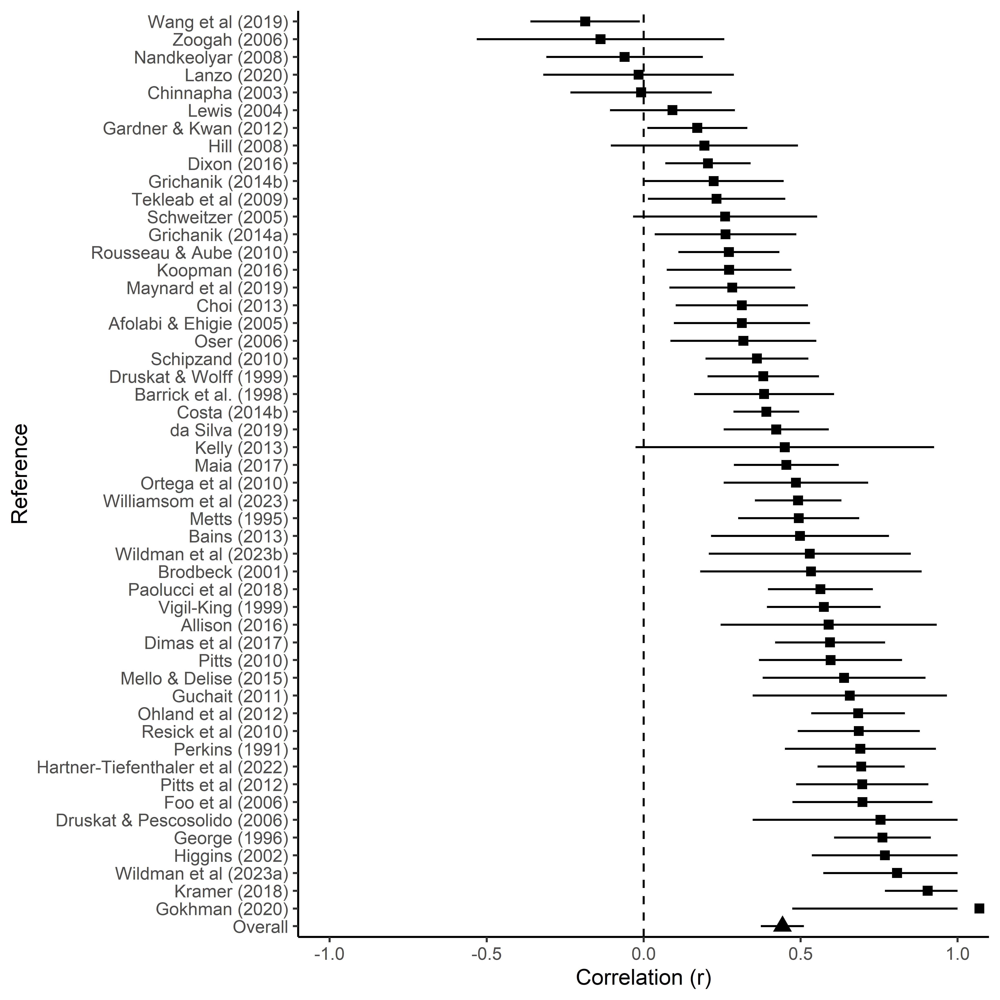 Wang et al (2019)
Zoogah (2006)
Nandkeolyar (2008)
Lanzo (2020)
Chinnapha (2003)
Lewis (2004)
Gardner & Kwan (2012)
Hill (2008)
Dixon (2016)
Grichanik (2014b)
Tekleab et al (2009)
Schweitzer (2005)
Grichanik (2014a)
Rousseau & Aube (2010)
Koopman (2016)
Maynard et al (2019)
Choi (2013)
Afolabi & Ehigie (2005)
Oser (2006)
Schipzand (2010)
Druskat & Wolff (1999)
Barrick et al. (1998)
Costa (2014b)
da Silva (2019)
Kelly (2013)
Maia (2017)
Ortega et al (2010)
Williamsom et al (2023)
Metts (1995)
Bains (2013)
Wildman et al (2023b)
Brodbeck (2001)
Paolucci et al (2018)
Vigil-King (1999)
Allison (2016)
Dimas et al (2017)
Pitts (2010)
Mello & Delise (2015)
Guchait (2011)
Ohland et al (2012)
Resick et al (2010)
Perkins (1991)
Hartner-Tiefenthaler et al (2022)
Pitts et al (2012)
Foo et al (2006)
Druskat & Pescosolido (2006)
George (1996)
Higgins (2002)
Wildman et al (2023a)
Kramer (2018)
Gokhman (2020)
Overall
Reference
-1.0 -0.5 0.0 0.5 1.0
Correlation (r)